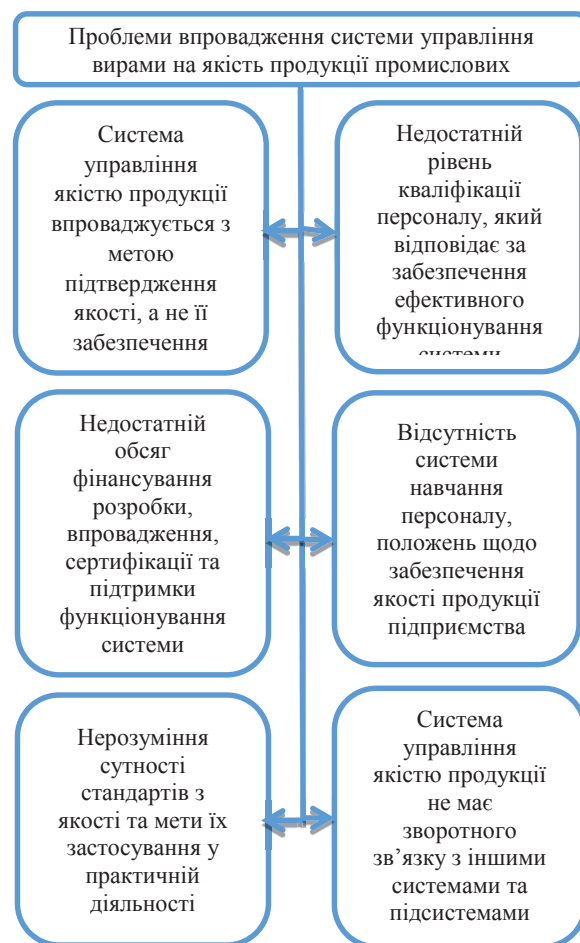 Проблеми впровадження системи управління
вирами на якість продукції промислових
Система
управління
якістю продукції
впроваджується з
метою
підтвердження
якості, а не її
забезпечення
Недостатній
рівень
кваліфікації
персоналу, який
відповідає за
забезпечення
ефективного
функціонування
системи
Недостатній
обсяг
фінансування
розробки,
впровадження,
сертифікації та
підтримки
функціонування
системи
Відсутність
системи
навчання
персоналу,
положень щодо
забезпечення
якості продукції
підприємства
Нерозуміння
сутності
стандартів з
якості та мети їх
застосування у
практичній
діяльності
Система
управління
якістю продукції
не має
зворотного
зв’язку з іншими
системами та
підсистемами